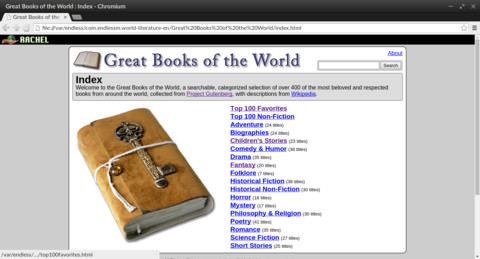 Great Books of the World : Index - Chromium
Great Books of the
file:///var/endless/com.endlessm.world-literature-en/Great%20Books%20of%20the%20World/index.html
RACHEL
About
Great Books of the World
Search
Index
Welcome to the Great Books of the World, a searchable, categorized selection of over 400 of the most beloved and respected
books from around the world, collected from Project Gutenberg, with descriptions from Wikipedia.
Top 100 Favorites
Top 100 Non-Fiction
Adventure (24 titles)
Biographies (24 titles)
Children's Stories (23 titles)
Comedy & Humor (38 titles)
Drama (35 titles)
Fantasy (20 titles)
Folklore (7 titles)
Historical Fiction (39 titles)
Historical Non-Fiction (30 titles)
Horror (18 titles)
Mystery (17 titles)
Philosophy & Religion (30 titles)
Poetry (41 titles)
Romance (35 titles)
Science Fiction (27 titles)
Short Stories (25 titles)
/var/endless/.../top100favorites.html